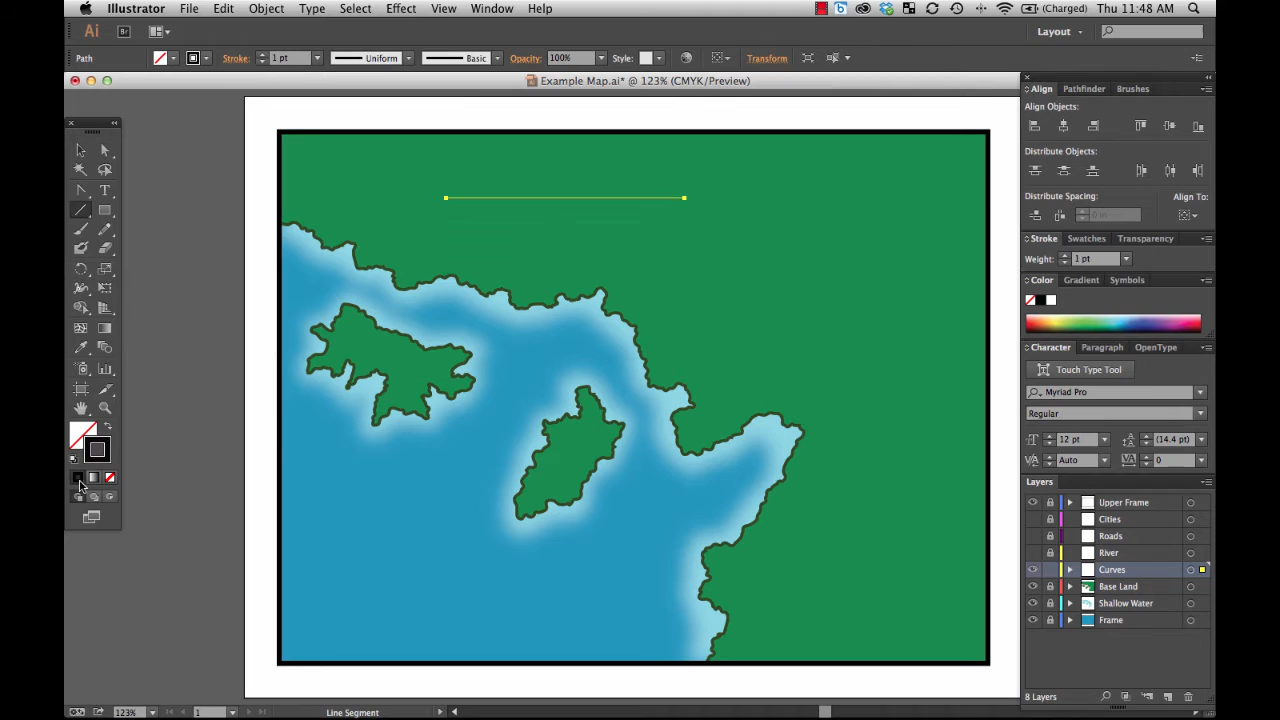 Illustrator File Edit Object Type Select Effect View Window Help (Charged) Thu 11:48 AM
Ai Br Layout
Path Stroke: 1 pt Uniform Basic Opacity: 100% Style: Transform
Example Map.ai* @ 123% (CMYK/Preview)
Align Pathfinder Brushes
Align Objects:
Distribute Objects:
Distribute Spacing: Align To:
0 in
Stroke Swatches Transparency
Weight: 1 pt
Color Gradient Symbols
Character Paragraph OpenType
Touch Type Tool
Myriad Pro
Regular
12 pt (14.4 pt)
Auto 0
Layers
Upper Frame
Cities
Roads
River
Curves
Base Land
Shallow Water
Frame
8 Layers
123% 1 Line Segment